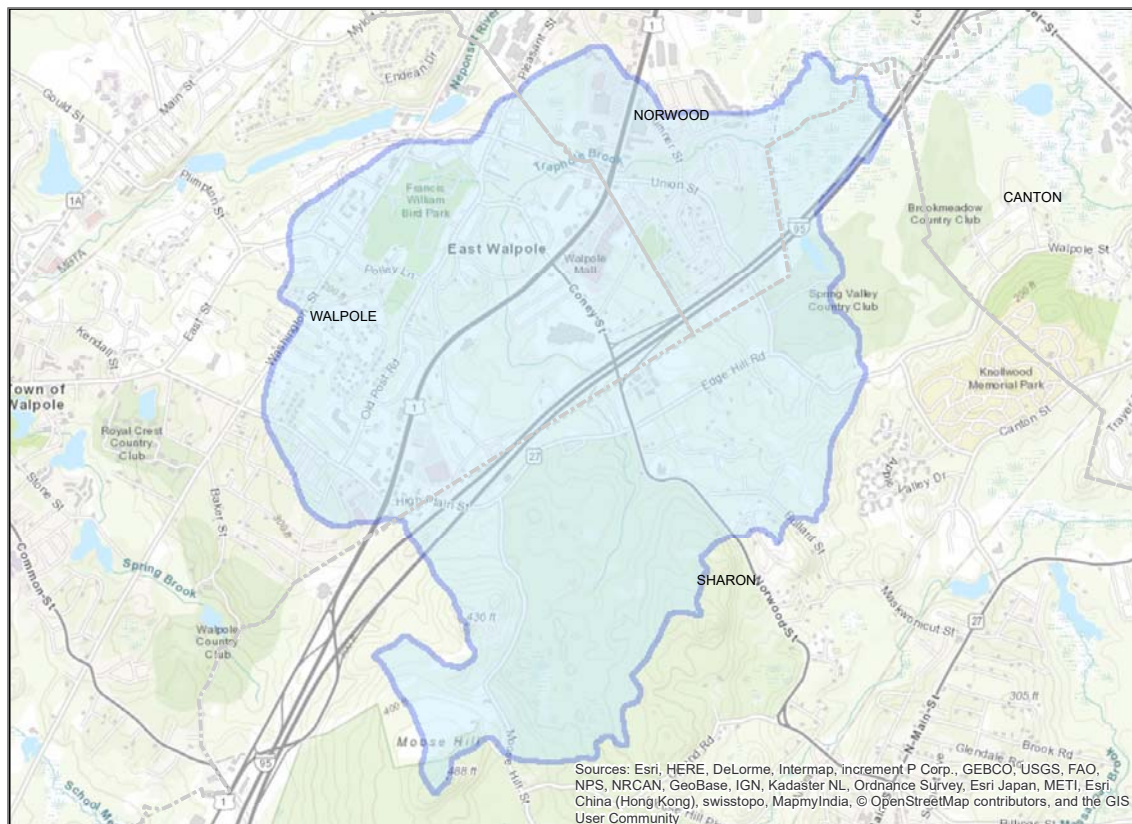 1
NORWOOD
Neponset River
Pleasant St
Endean Dr
Main St
Gould St
1A
Plimpton St
MBTA
Traphole Brook
Union St
Francis
William
Bird Park
East Walpole
Walpole
Mall
95
CANTON
Brookmeadow
Country Club
Walpole St
Polley Ln
Coney St
Spring Valley
Country Club
296 ft
WALPOLE
Washington St
East St
Kendall St
Town of
Walpole
Old Post Rd
Edge Hill Rd
Knollwood
Memorial Park
Canton St
1
Royal Crest
Country
Club
27
Stone St
Baker St
High Plain St
Valley Dr
Bullard St
Common St
Spring Brook
SHARON
Norwood St
Maskwonicut St
27
Walpole
Country
Club
430 ft
N Main St
305 ft
Glendale Rd
Brook Rd
400
Moose Hill
488 ft
Moose Hill St
95
1
Sources: Esri, HERE, DeLorme, Intermap, increment P Corp., GEBCO, USGS, FAO,
NPS, NRCAN, GeoBase, IGN, Kadaster NL, Ordnance Survey, Esri Japan, METI, Esri
China (Hong Kong), swisstopo, MapmyIndia, © OpenStreetMap contributors, and the GIS
User Community